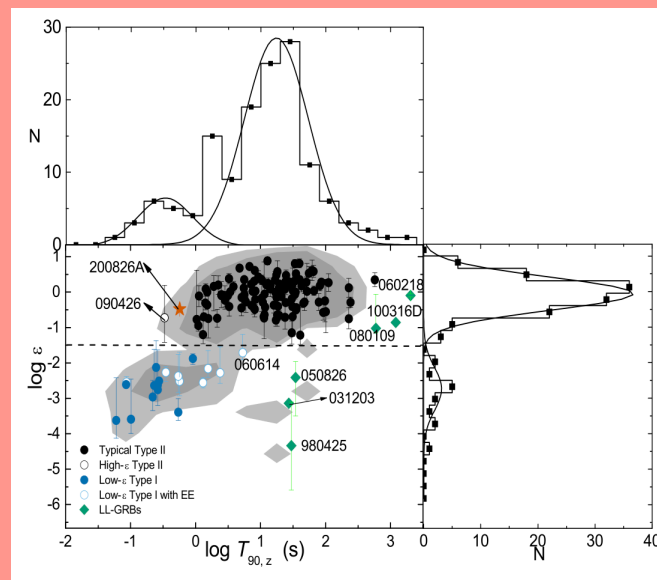 30
20
10
0
N
1
0
-1
-2
-3
-4
-5
-6
log ε
200826A
090426
060218
100316D
080109
060614
050826
031203
980425
Typical Type II
High-ε Type II
Low-ε Type I
Low-ε Type I with EE
LL-GRBs
-2 -1 0 1 2 3 4
log T90, z (s)
0 10 20 30 40
N